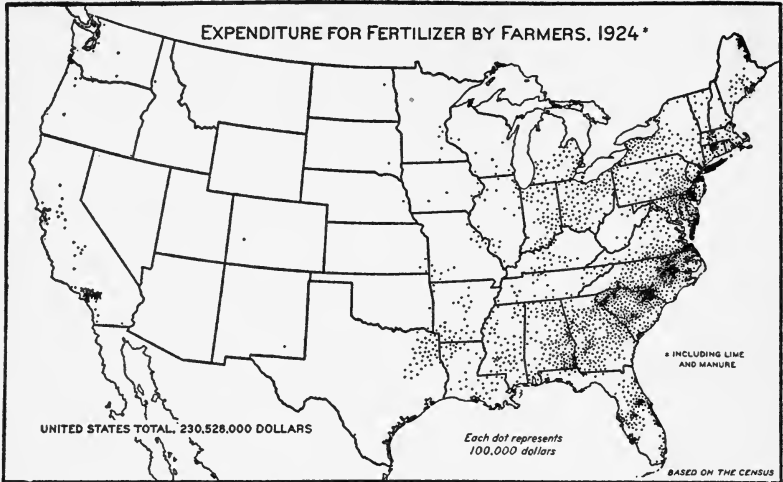 EXPENDITURE FOR FERTILIZER BY FARMERS, 1924*
* INCLUDING LIME
AND MANURE
UNITED STATES TOTAL, 230,528,000 DOLLARS
Each dot represents
100,000 dollars
BASED ON THE CENSUS